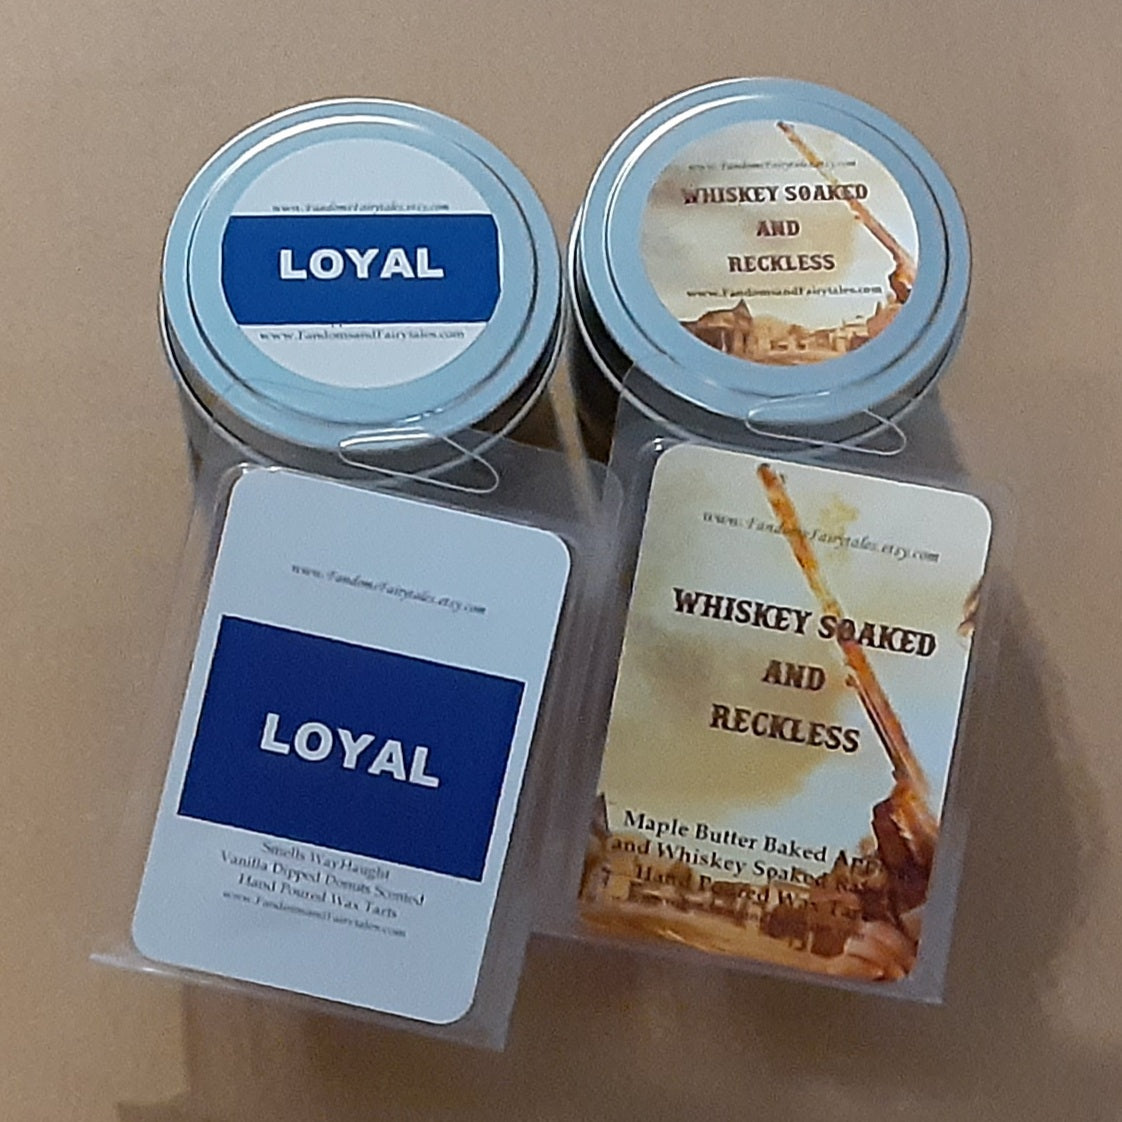 www.FandomsFairytales.etsy.com
LOYAL
www.FandomsandFairytales.com
www.FandomsFairytales.etsy.com
WHISKEY SOAKED
AND
RECKLESS
www.FandomsandFairytales.com
www.FandomsFairytales.etsy.com
LOYAL
Smells WayHaught
Vanilla Dipped Donuts Scented
Hand Poured Wax Tarts
www.FandomsandFairytales.com
www.FandomsFairytales.etsy.com
WHISKEY SOAKED
AND
RECKLESS
Maple Butter Baked
and Whiskey Soaked
Hand Poured Wax